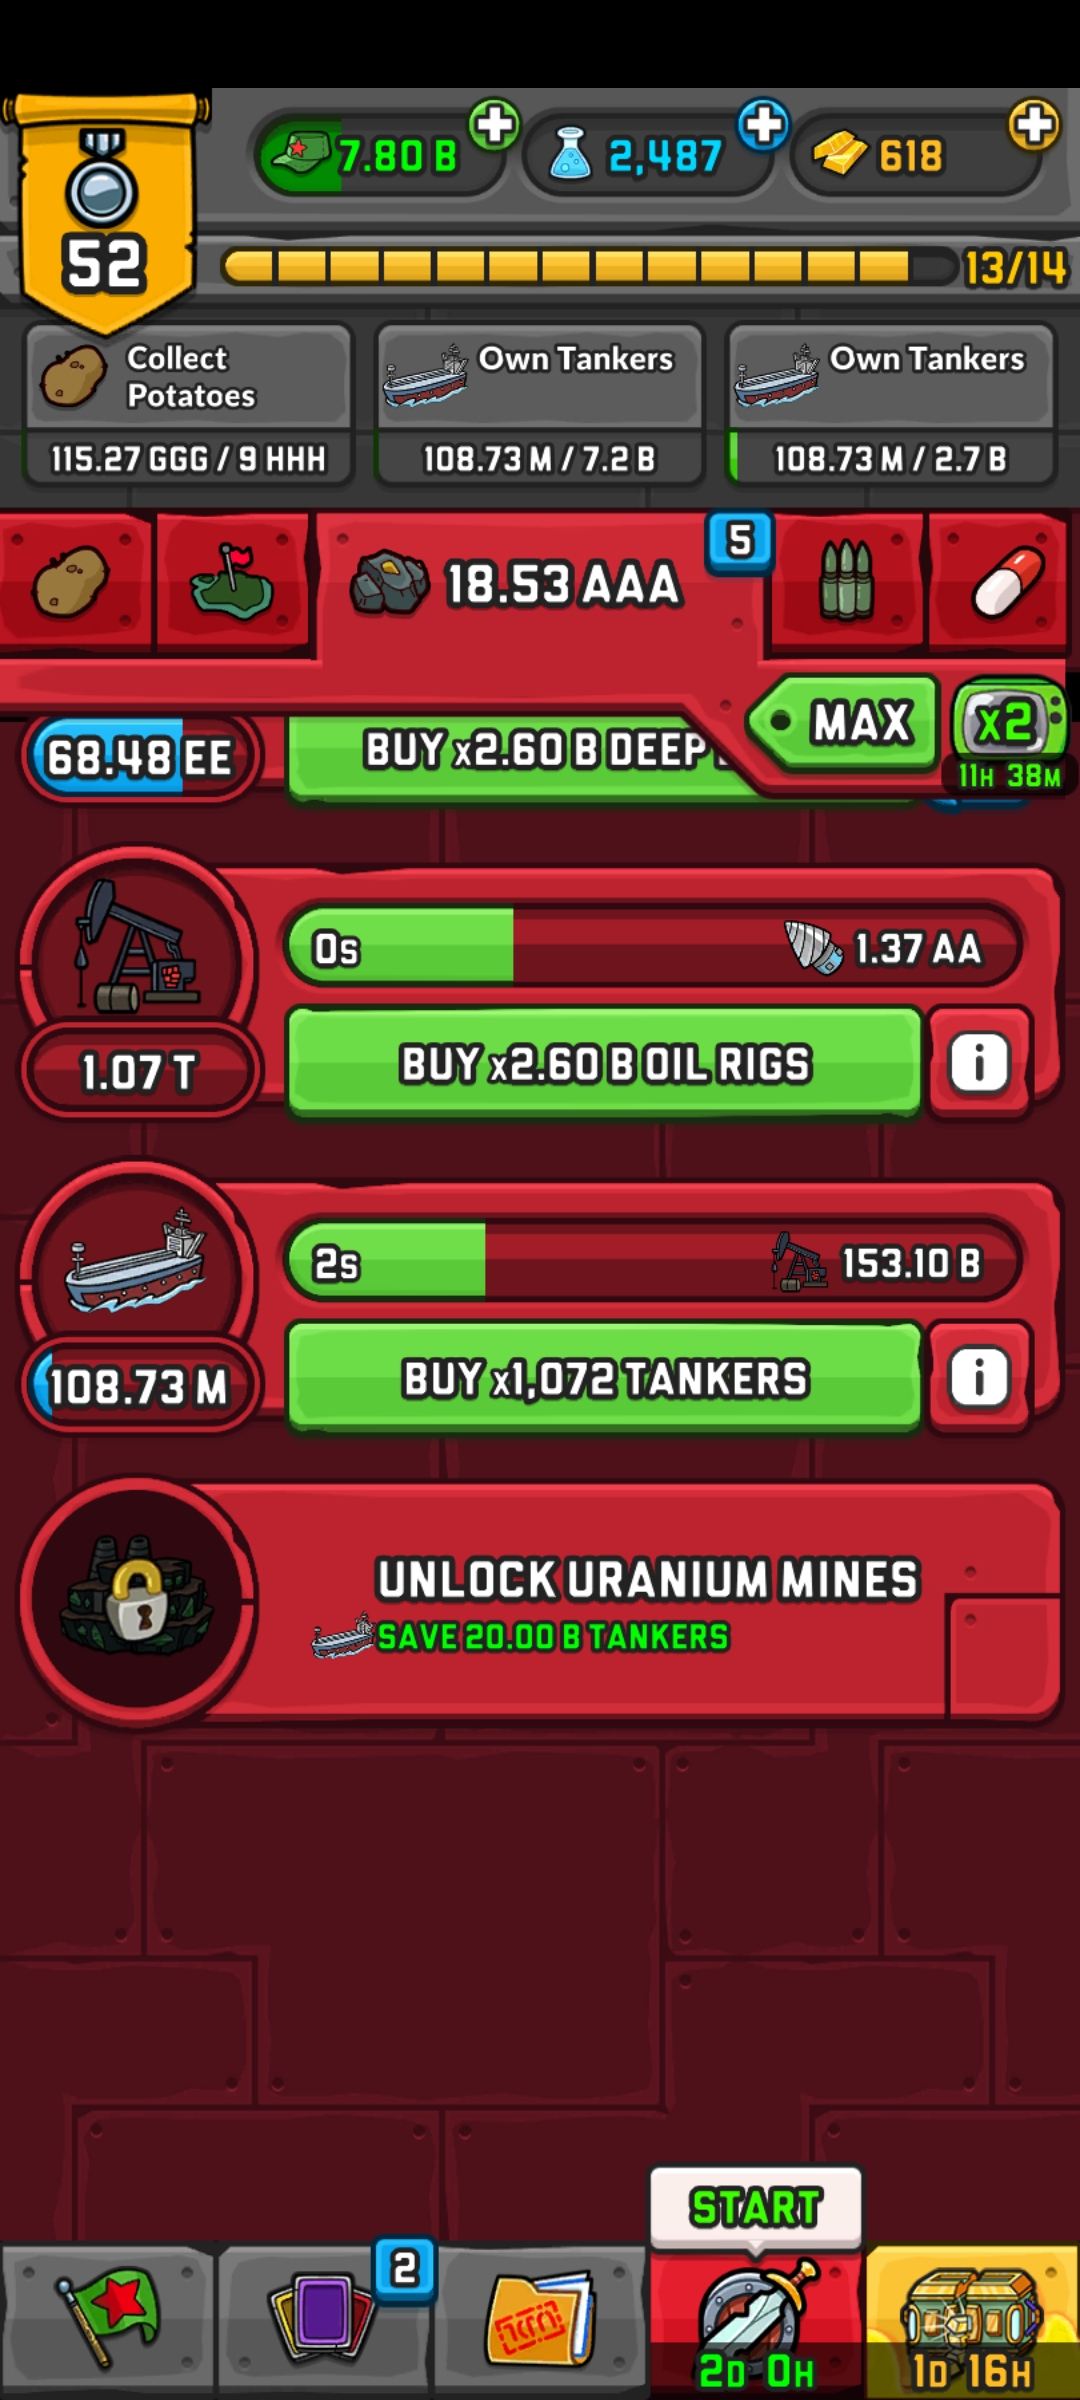 7.80 B
2,487
618
52
13/14
Collect
Potatoes
115.27 GGG / 9 HHH
Own Tankers
108.73 M / 7.2 B
Own Tankers
108.73 M / 2.7 B
18.53 AAA
5
MAX
x2
11H 38M
68.48 EE
BUY x2.60 B DEEP
0s
1.37 AA
1.07 T
BUY x2.60 B OIL RIGS
i
2s
153.10 B
108.73 M
BUY x1,072 TANKERS
i
UNLOCK URANIUM MINES
SAVE 20.00 B TANKERS
START
2
2D 0H
1D 16H